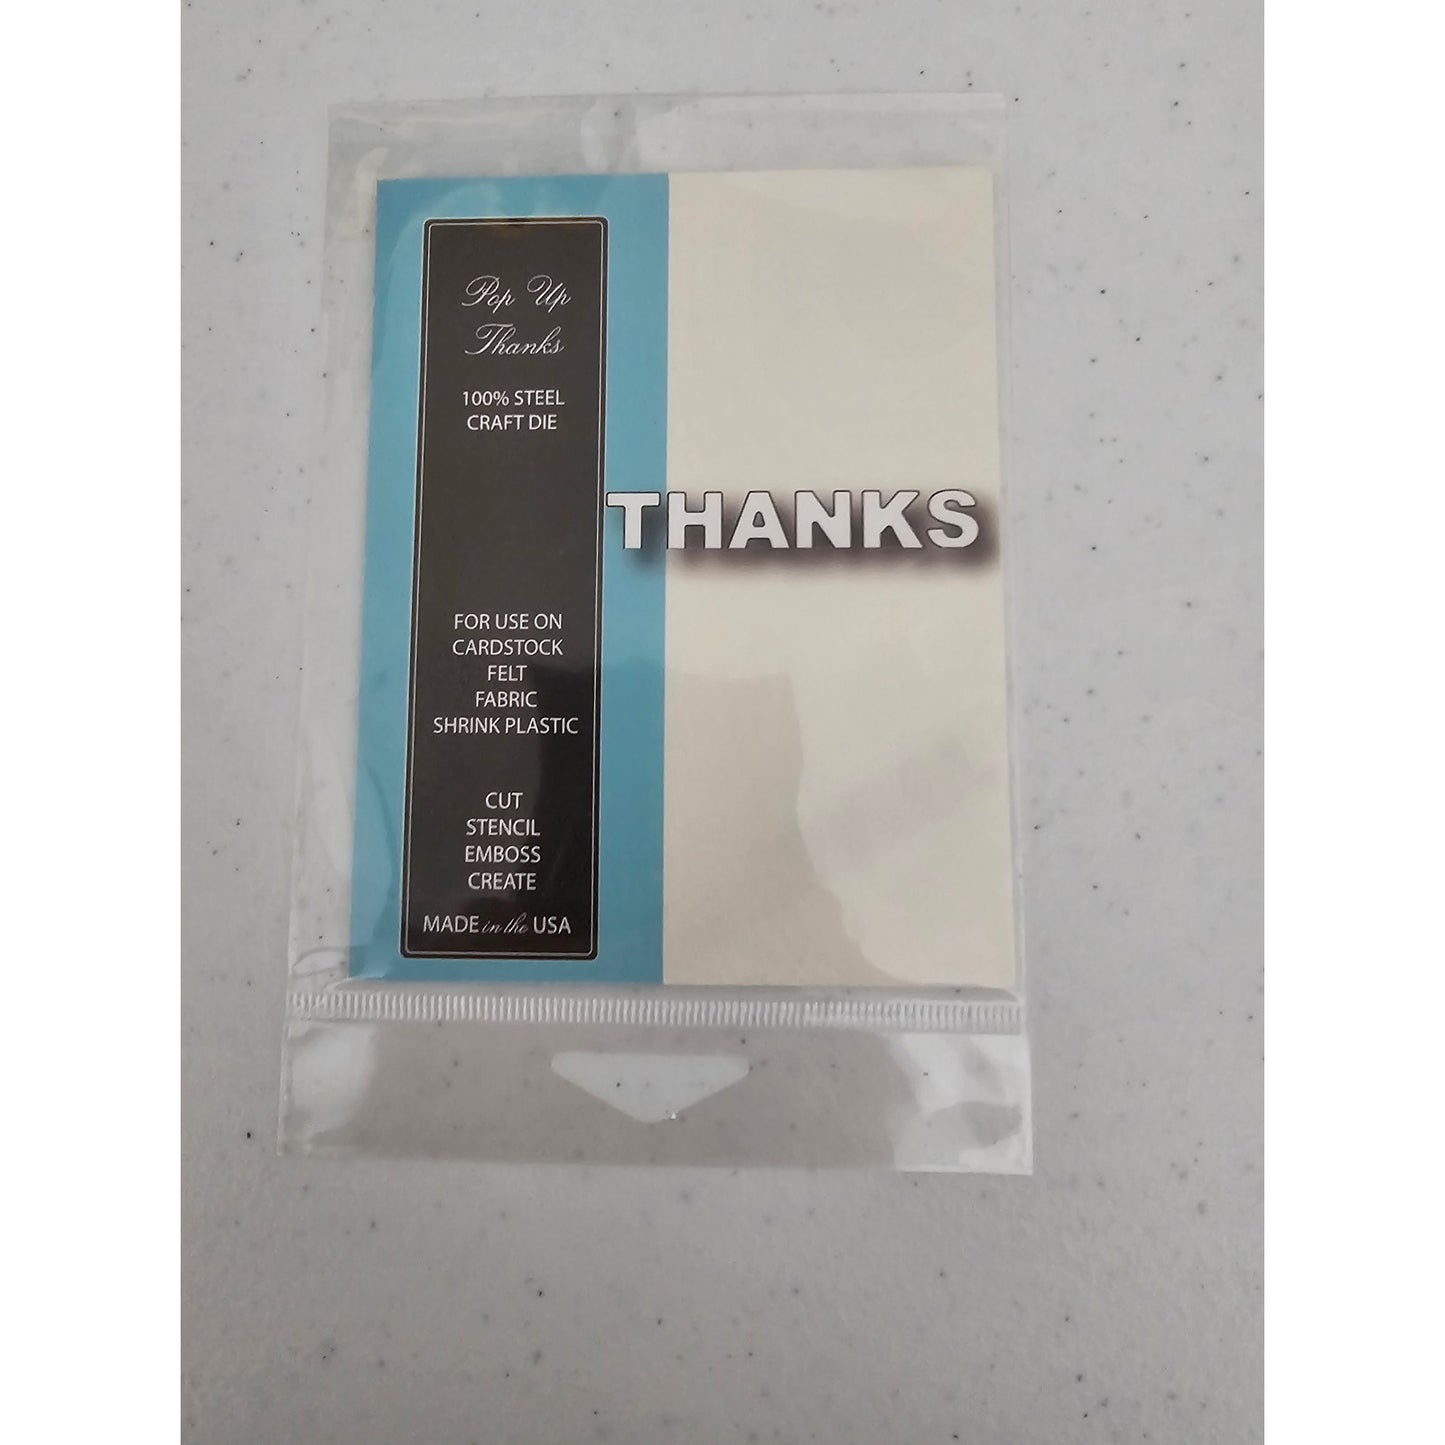 Pop Up
Thanks
100% STEEL
CRAFT DIE
THANKS
FOR USE ON
CARDSTOCK
FELT
FABRIC
SHRINK PLASTIC
CUT
STENCIL
EMBOSS
CREATE
MADE in the USA